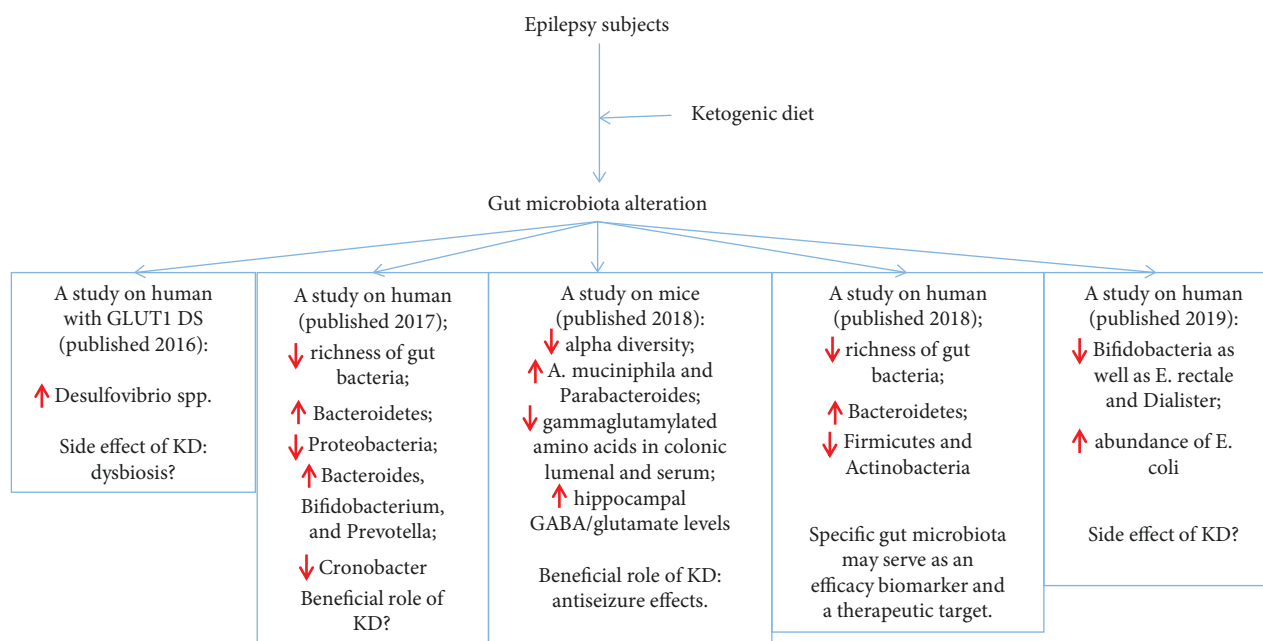 Epilepsy subjects
Ketogenic diet
Gut microbiota alteration
A study on human
with GLUT1 DS
(published 2016):
Desulfovibrio spp.
Side effect of KD:
dysbiosis?
A study on human
(published 2017);
richness of gut
bacteria;
Bacteroidetes;
Proteobacteria;
Bacteroides,
Bifidobacterium,
and Prevotella;
Cronobacter
Beneficial role of
KD?
A study on mice
(published 2018):
alpha diversity;
A. muciniphila and
Parabacteroides;
gammaglutamylated
amino acids in colonic
lumenal and serum;
hippocampal
GABA/glutamate levels
Beneficial role of KD:
antiseizure effects.
A study on human
(published 2018);
richness of gut
bacteria;
Bacteroidetes;
Firmicutes and
Actinobacteria
Specific gut microbiota
may serve as an
efficacy biomarker and
a therapeutic target.
A study on human
(published 2019):
Bifidobacteria as
well as E. rectale
and Dialister;
abundance of E.
coli
Side effect of KD?